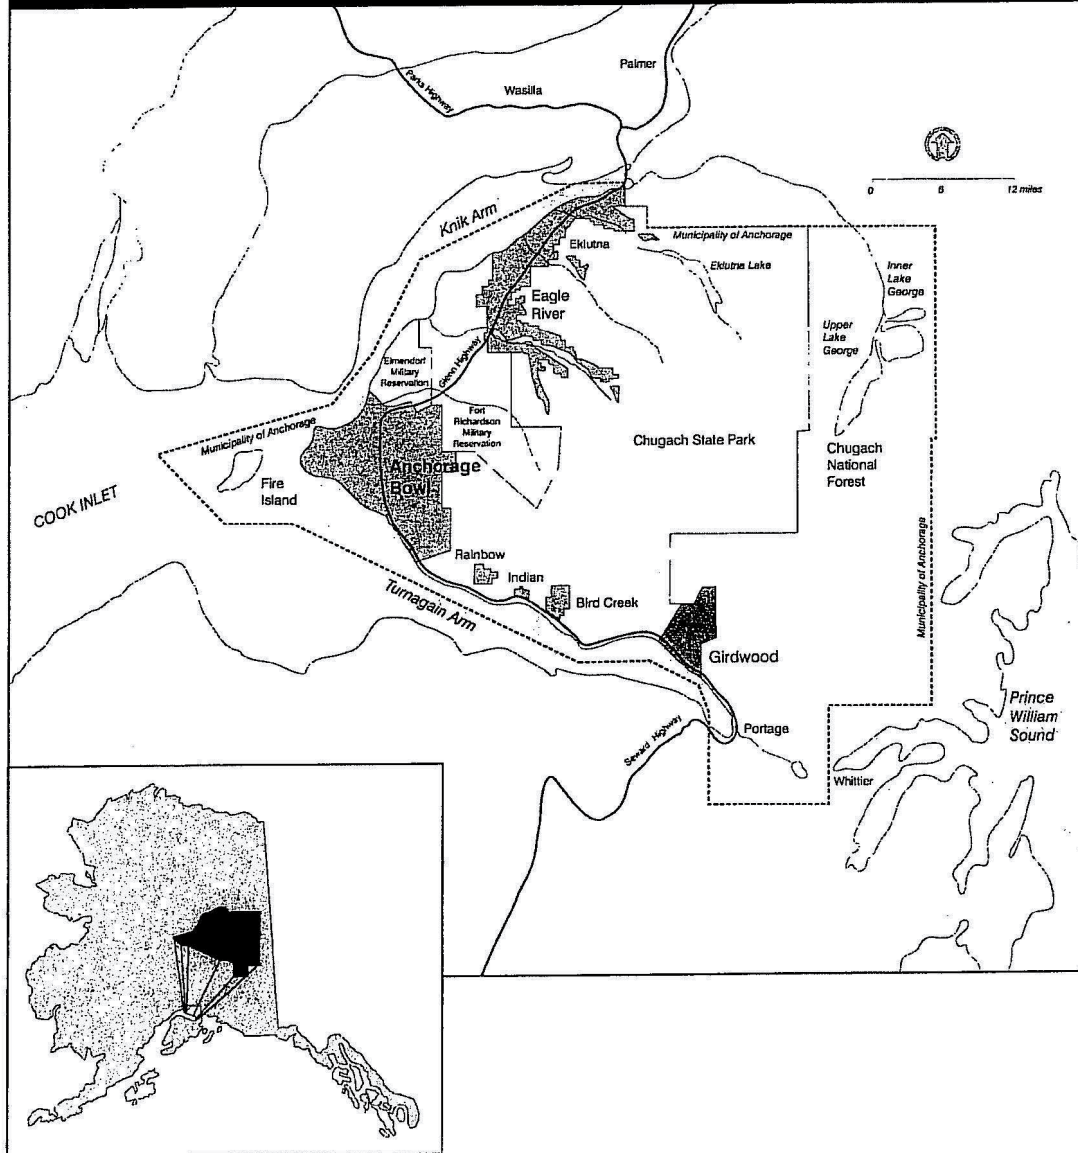 Palmer
Parks Highway
Wasilla
0 6 12 miles
Knik Arm
Municipality of Anchorage
Eklutna
Eklutna Lake
Inner
Lake
George
Eagle
River
Upper
Lake
George
Elmendorf
Military
Reservation
Glenn Highway
Fort
Richardson
Military
Reservation
Municipality of Anchorage
Chugach State Park
Chugach
National
Forest
Anchorage
Bowl
Fire
Island
COOK INLET
Rainbow
Indian
Bird Creek
Turnagain Arm
Municipality of Anchorage
Girdwood
Prince
William
Sound
Portage
Seward Highway
Whittier